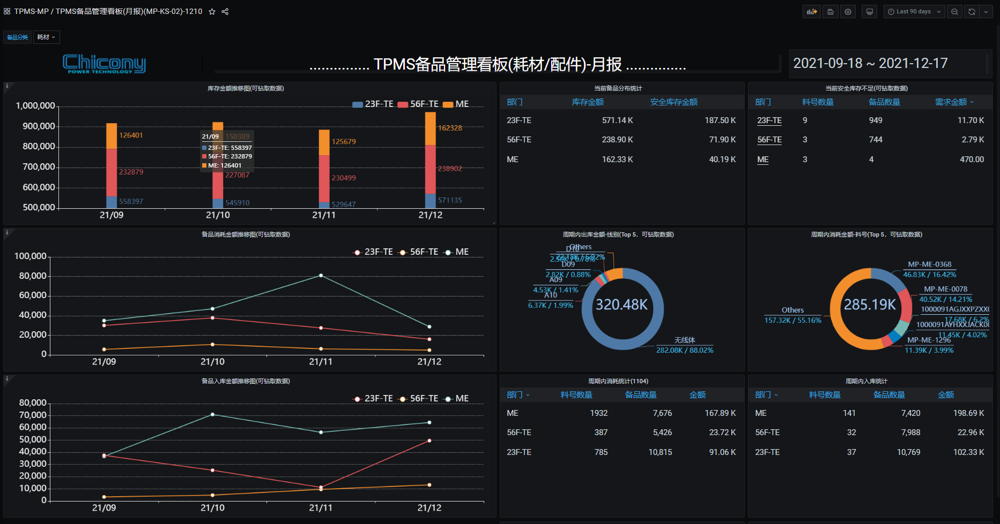 TPMS-MP / TPMS备品管理看板(月报)(MP-KS-02)-1210
Last 90 days
备品分类 耗材
Chicony
POWER TECHNOLOGY
............... TPMS备品管理看板(耗材/配件)-月报 ...............
2021-09-18 ~ 2021-12-17
库存金额推移图(可钻取数据)
23F-TE 56F-TE ME
1,000,000
900,000
800,000
700,000
600,000
500,000
126401
232879
558397
150389
227087
545910
125679
230499
529647
162328
238902
571135
21/09
23F-TE: 558397
56F-TE: 232879
ME: 126401
21/09 21/10 21/11 21/12
当前备品分布统计
部门 库存金额 安全库存金额
23F-TE 571.14 K 187.50 K
56F-TE 238.90 K 71.90 K
ME 162.33 K 40.19 K
当前安全库存不足(可钻取数据)
部门 料号数量 备品数量 需求金额
23F-TE 9 949 11.70 K
56F-TE 3 744 2.79 K
ME 3 4 470.00
备品消耗金额推移图(可钻取数据)
23F-TE 56F-TE ME
100,000
80,000
60,000
40,000
20,000
0
21/09 21/10 21/11 21/12
周期内出库金额-线别(Top 5，可钻取数据)
Others
22.18K / 6.92%
D10
2.50K / 0.78%
D09
2.82K / 0.88%
A09
4.53K / 1.41%
A10
6.37K / 1.99%
320.48K
无线体
282.08K / 88.02%
周期内消耗金额-料号(Top 5，可钻取数据)
MP-ME-0368
46.83K / 16.42%
MP-ME-0078
40.52K / 14.21%
1000091AGJXXPZXX
17.68K / 6.2%
1000091AYHXXJACK0
11.45K / 4.02%
MP-ME-1296
11.39K / 3.99%
Others
157.32K / 55.16%
285.19K
备品入库金额推移图(可钻取数据)
23F-TE 56F-TE ME
80,000
70,000
60,000
50,000
40,000
30,000
20,000
10,000
0
21/09 21/10 21/11 21/12
周期内消耗统计(1104)
部门 料号数量 备品数量 金额
ME 1932 7,676 167.89 K
56F-TE 387 5,426 23.72 K
23F-TE 785 10,815 91.06 K
周期内入库统计
部门 料号数量 备品数量 金额
ME 141 7,420 198.69 K
56F-TE 32 7,988 22.96 K
23F-TE 37 10,769 102.33 K